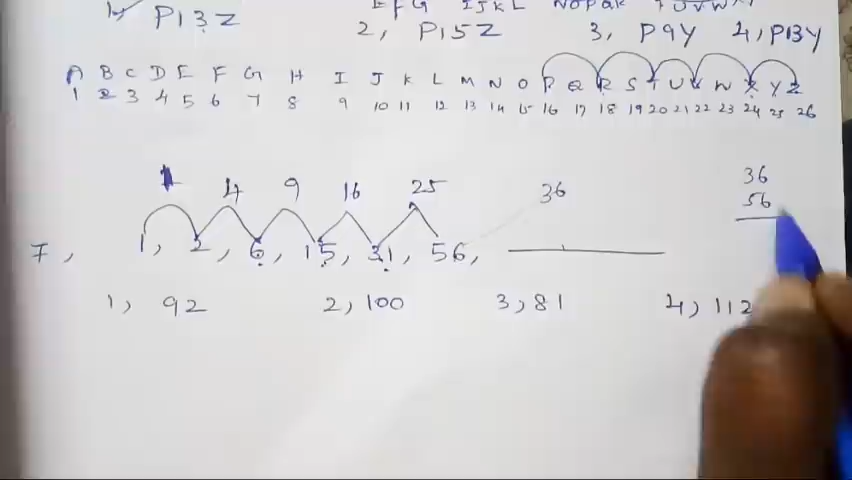 E F G I J K L N O P Q R T U V W X Y
1, P13Z
2, P15Z 3, P9Y 4, P13Y
A B C D E F G H I J K L M N O P Q R S T U V W X Y Z
1 2 3 4 5 6 7 8 9 10 11 12 13 14 15 16 17 18 19 20 21 22 23 24 25 26
1 4 9 16 25 36 36
56
7, 1, 2, 6, 15, 31, 56,
1) 92 2) 100 3) 81 4) 112